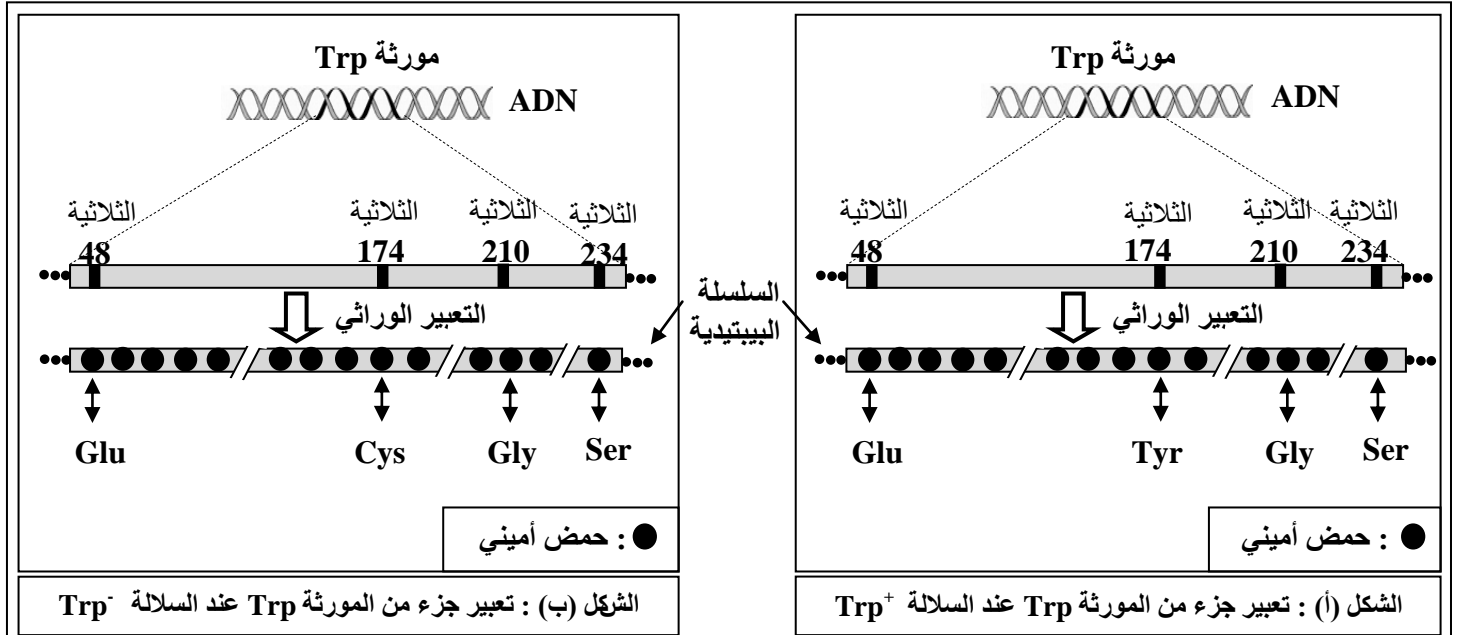 مورثة Trp
ADN
الثلاثية الثلاثية الثلاثية الثلاثية
48 174 210 234
التعبير الوراثي
Glu Tyr Gly Ser
● : حمض أميني
الشكل (أ) : تعبير جزء من المورثة Trp عند السلالة Trp⁺
السلسلة
البيبتيدية
مورثة Trp
ADN
الثلاثية الثلاثية الثلاثية الثلاثية
48 174 210 234
التعبير الوراثي
Glu Cys Gly Ser
● : حمض أميني
الشكل (ب) : تعبير جزء من المورثة Trp عند السلالة Trp⁻